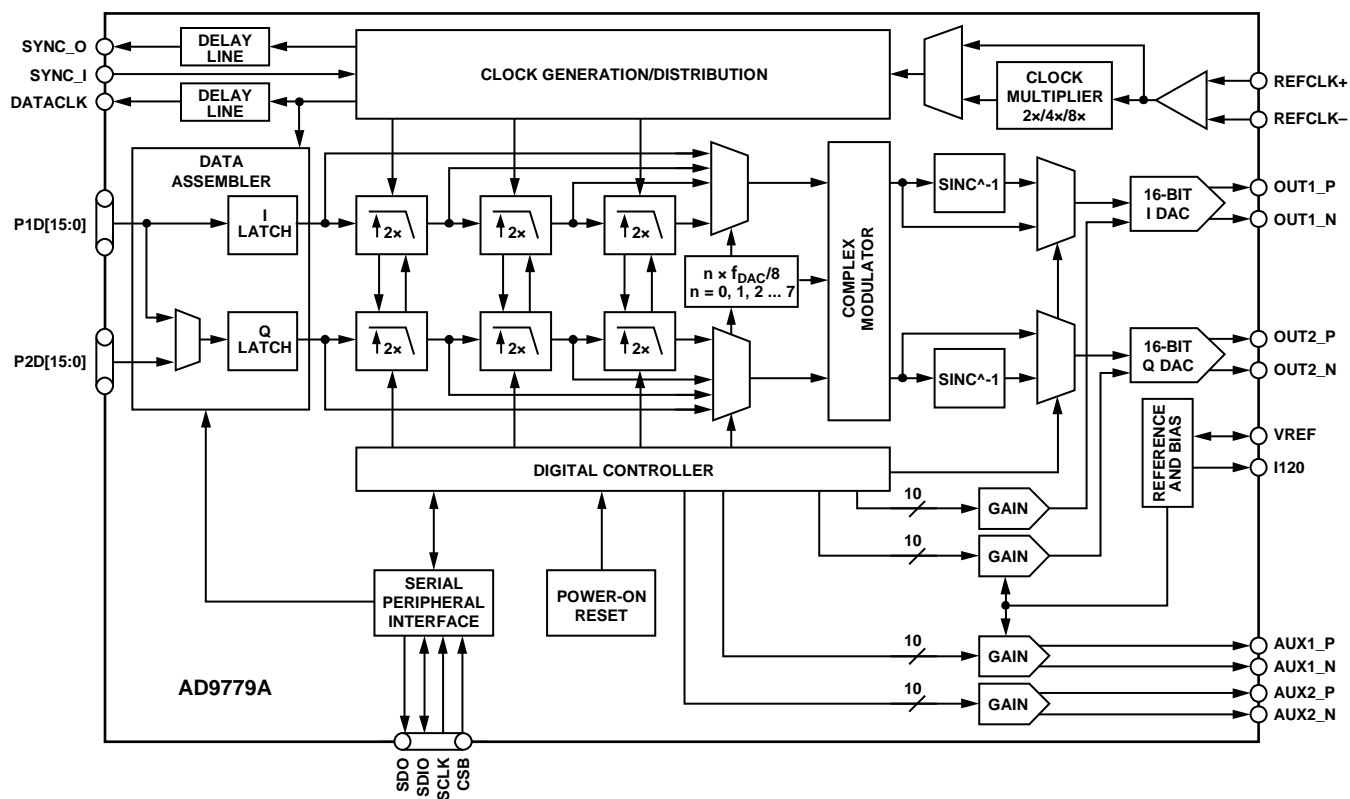 SYNC_O
DELAY
LINE
SYNC_I
CLOCK GENERATION/DISTRIBUTION
DATACLK
DELAY
LINE
CLOCK
MULTIPLIER
2×/4×/8×
REFCLK+
REFCLK–
DATA
ASSEMBLER
P1D[15:0]
I
LATCH
2×
2×
2×
n × fDAC/8
n = 0, 1, 2 ... 7
COMPLEX
MODULATOR
SINC^-1
16-BIT
I DAC
OUT1_P
OUT1_N
P2D[15:0]
Q
LATCH
2×
2×
2×
SINC^-1
16-BIT
Q DAC
OUT2_P
OUT2_N
DIGITAL CONTROLLER
REFERENCE
AND BIAS
VREF
I120
10
GAIN
10
GAIN
SERIAL
PERIPHERAL
INTERFACE
POWER-ON
RESET
10
GAIN
AUX1_P
AUX1_N
10
GAIN
AUX2_P
AUX2_N
AD9779A
SDO
SDIO
SCLK
CSB